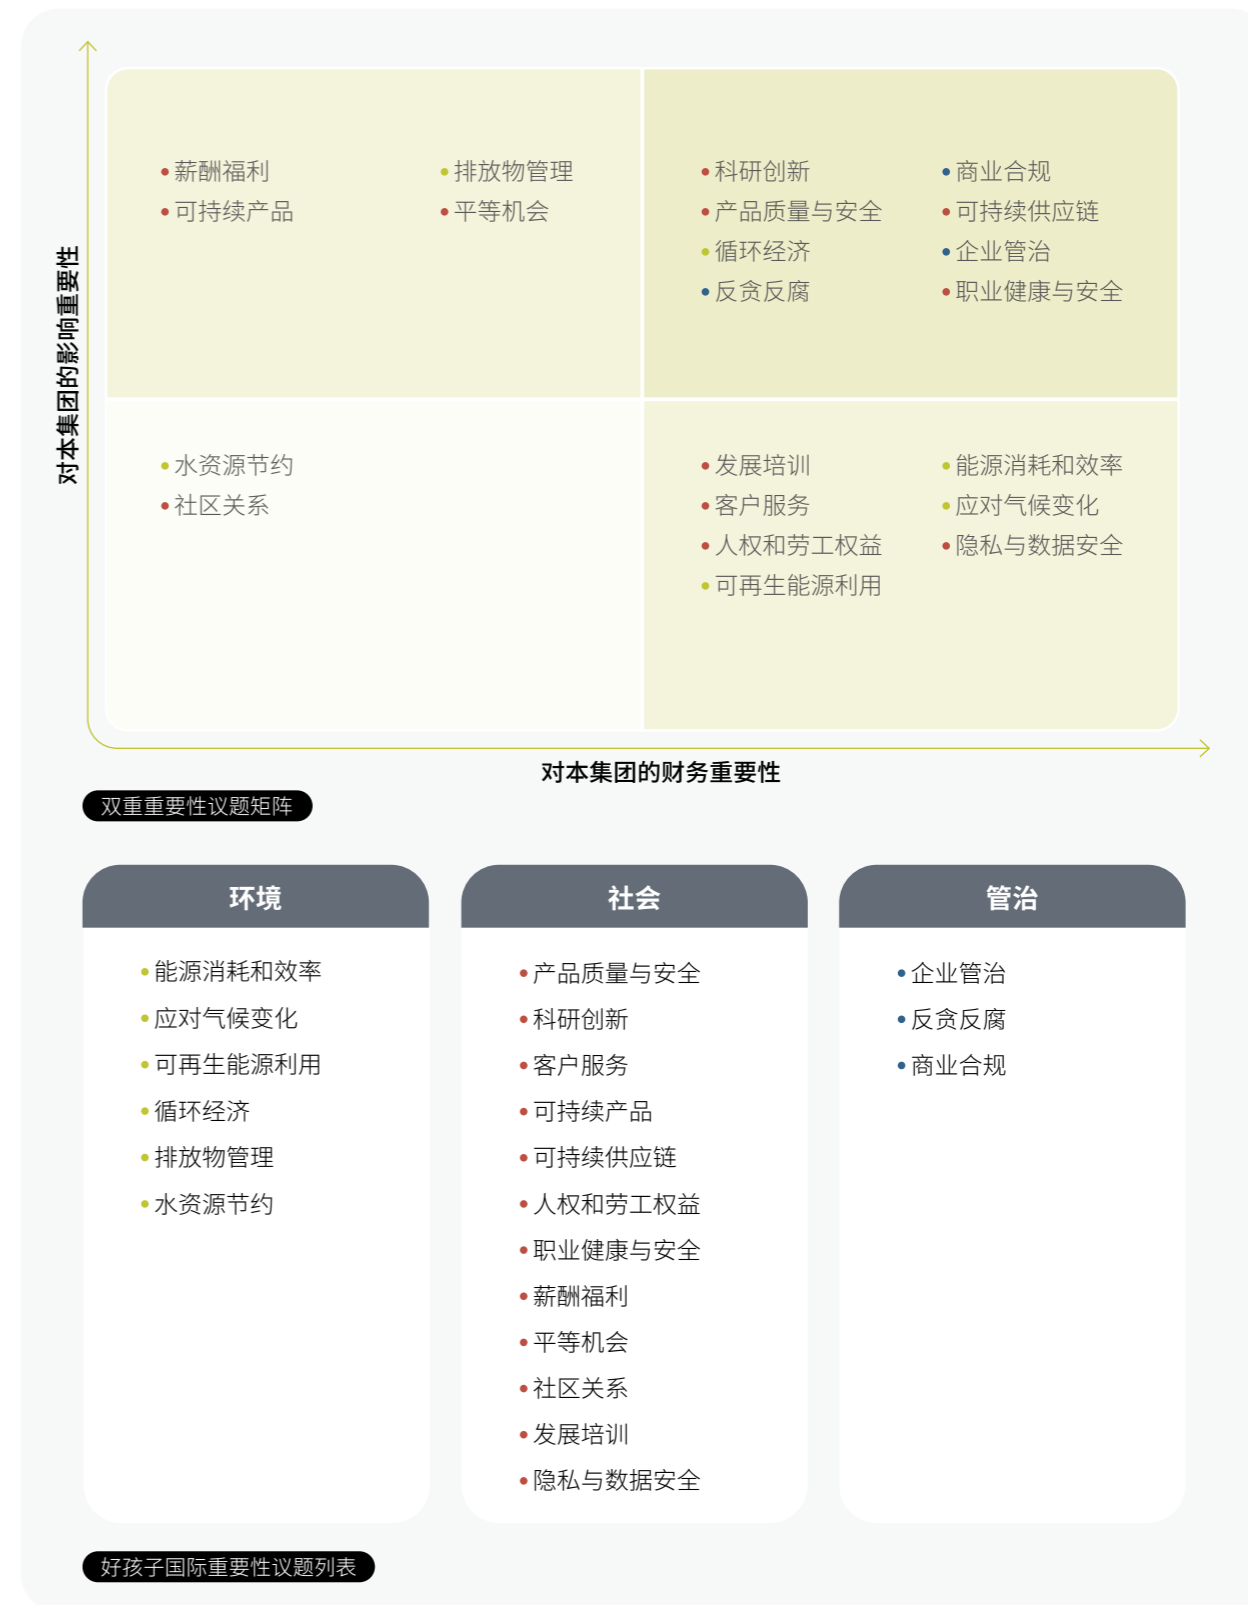 对本集团的影响重要性
• 薪酬福利
• 可持续产品
• 排放物管理
• 平等机会
• 科研创新
• 产品质量与安全
• 循环经济
• 反贪反腐
• 商业合规
• 可持续供应链
• 企业管治
• 职业健康与安全
• 水资源节约
• 社区关系
• 发展培训
• 客户服务
• 人权和劳工权益
• 可再生能源利用
• 能源消耗和效率
• 应对气候变化
• 隐私与数据安全
对本集团的财务重要性
双重重要性议题矩阵
环境
• 能源消耗和效率
• 应对气候变化
• 可再生能源利用
• 循环经济
• 排放物管理
• 水资源节约
社会
• 产品质量与安全
• 科研创新
• 客户服务
• 可持续产品
• 可持续供应链
• 人权和劳工权益
• 职业健康与安全
• 薪酬福利
• 平等机会
• 社区关系
• 发展培训
• 隐私与数据安全
管治
• 企业管治
• 反贪反腐
• 商业合规
好孩子国际重要性议题列表